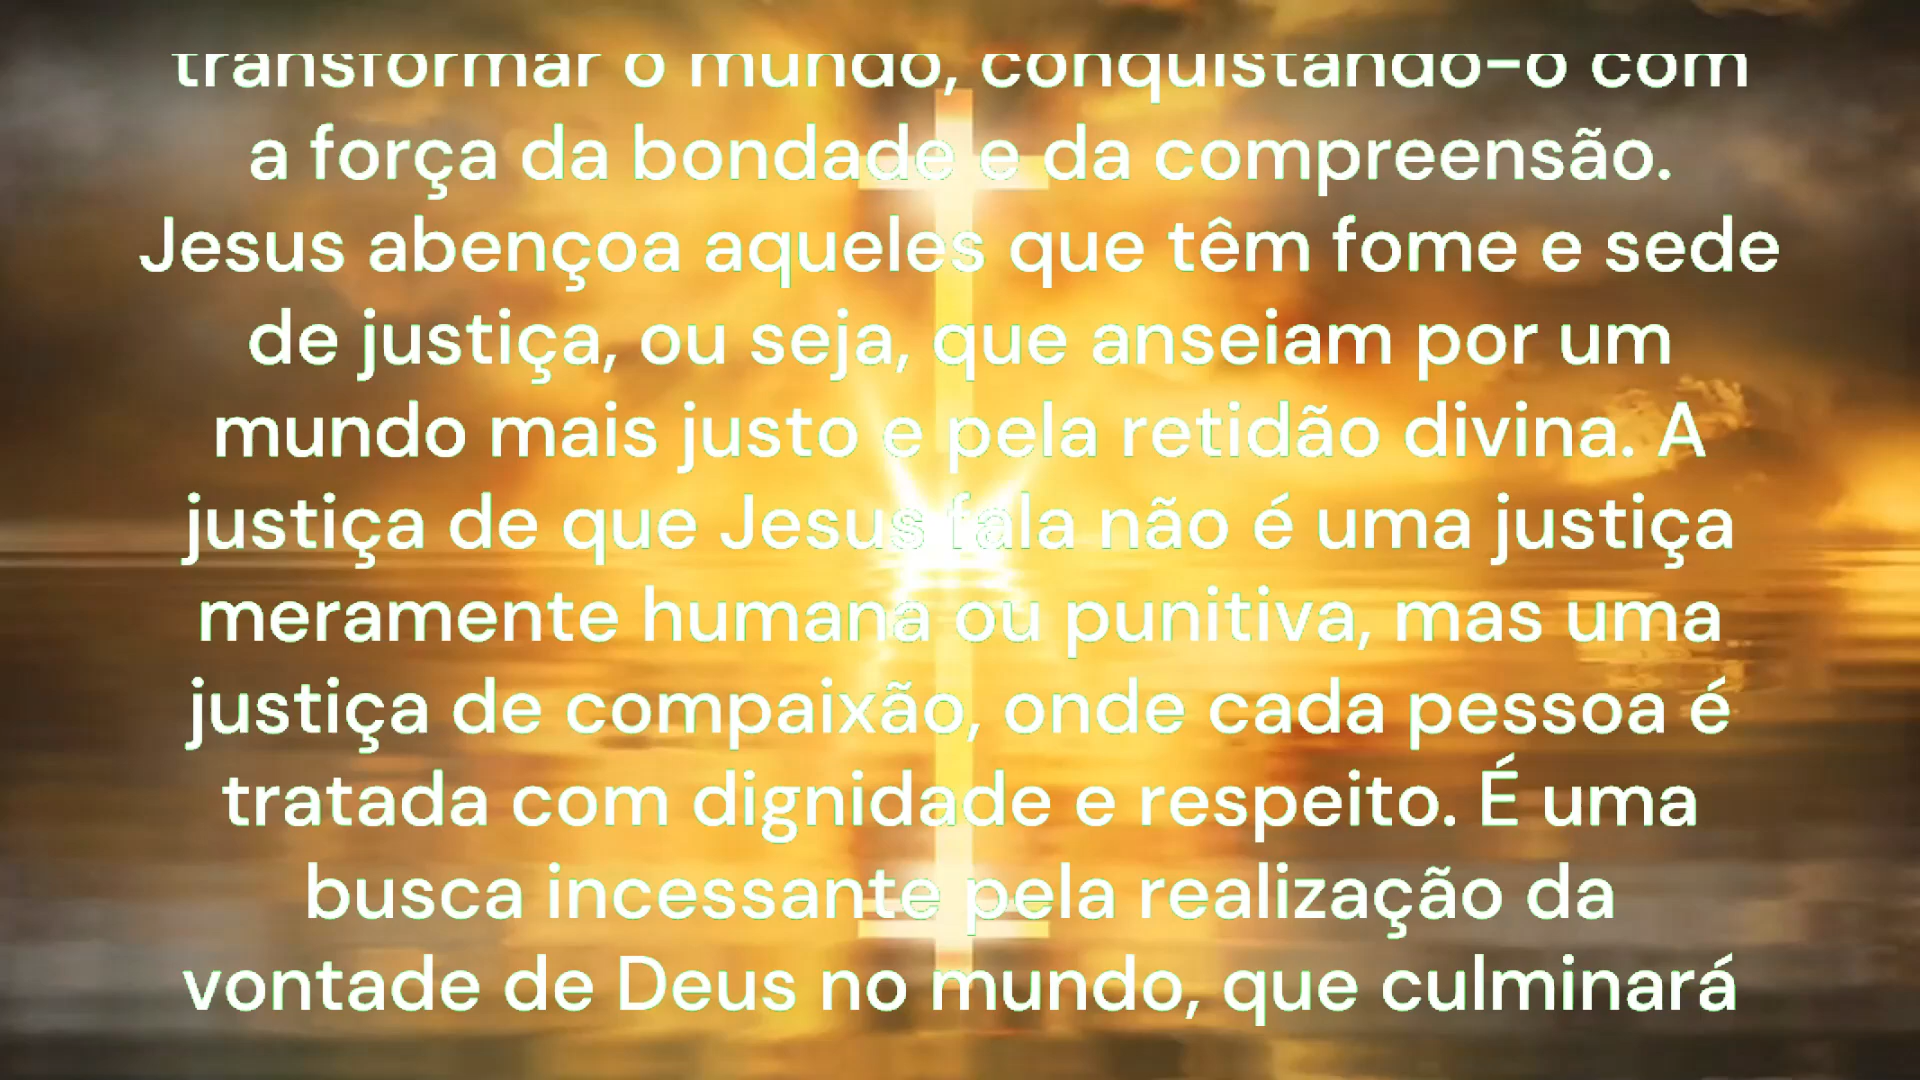 transformar o mundo, conquistando-o com
a força da bondade e da compreensão.
Jesus abençoa aqueles que têm fome e sede
de justiça, ou seja, que anseiam por um
mundo mais justo e pela retidão divina. A
justiça de que Jesus fala não é uma justiça
meramente humana ou punitiva, mas uma
justiça de compaixão, onde cada pessoa é
tratada com dignidade e respeito. É uma
busca incessante pela realização da
vontade de Deus no mundo, que culminará